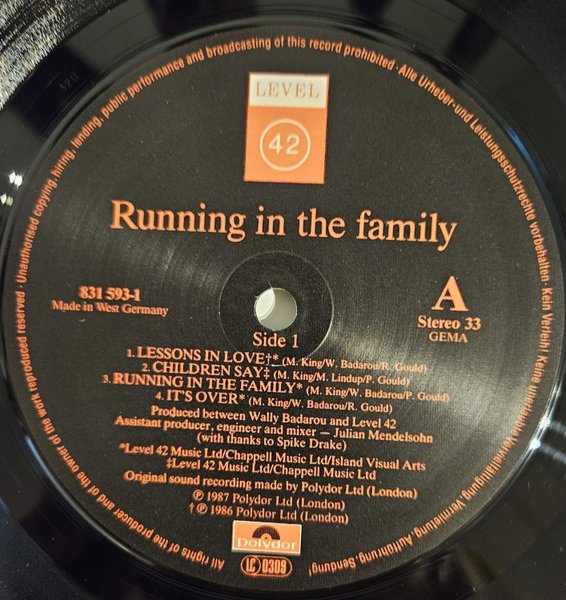 LEVEL
42
Running in the family
831 593-1
Made in West Germany
A
Stereo 33
GEMA
Side 1
1. LESSONS IN LOVE†* (M. King/W. Badarou/R. Gould)
2. CHILDREN SAY‡ (M. King/M. Lindup/P. Gould)
3. RUNNING IN THE FAMILY* (M. King/W. Badarou/P. Gould)
4. IT'S OVER* (M. King/W. Badarou/R. Gould)
Produced between Wally Badarou and Level 42
Assistant producer, engineer and mixer — Julian Mendelsohn
(with thanks to Spike Drake)
*Level 42 Music Ltd/Chappell Music Ltd/Island Visual Arts
‡Level 42 Music Ltd/Chappell Music Ltd
Original sound recording made by Polydor Ltd (London)
℗ 1987 Polydor Ltd (London)
† ℗ 1986 Polydor Ltd (London)
polydor
LC 0309
All rights of the producer and of the owner of the work reproduced reserved · Unauthorised copying, hiring, lending, public performance and broadcasting of this record prohibited · Alle Urheber- und Leistungsschutzrechte vorbehalten · Kein Verleih! Keine Vervielfältigung, Vermietung, Aufführung, Sendung!
320